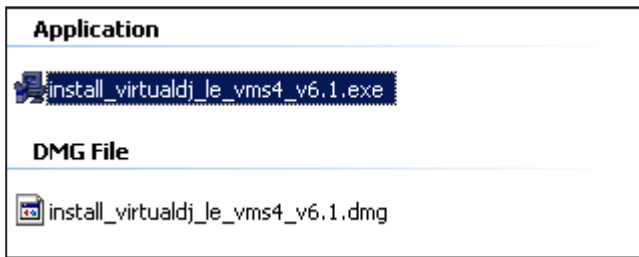 Application
install_virtualdj_le_vms4_v6.1.exe
DMG File
install_virtualdj_le_vms4_v6.1.dmg